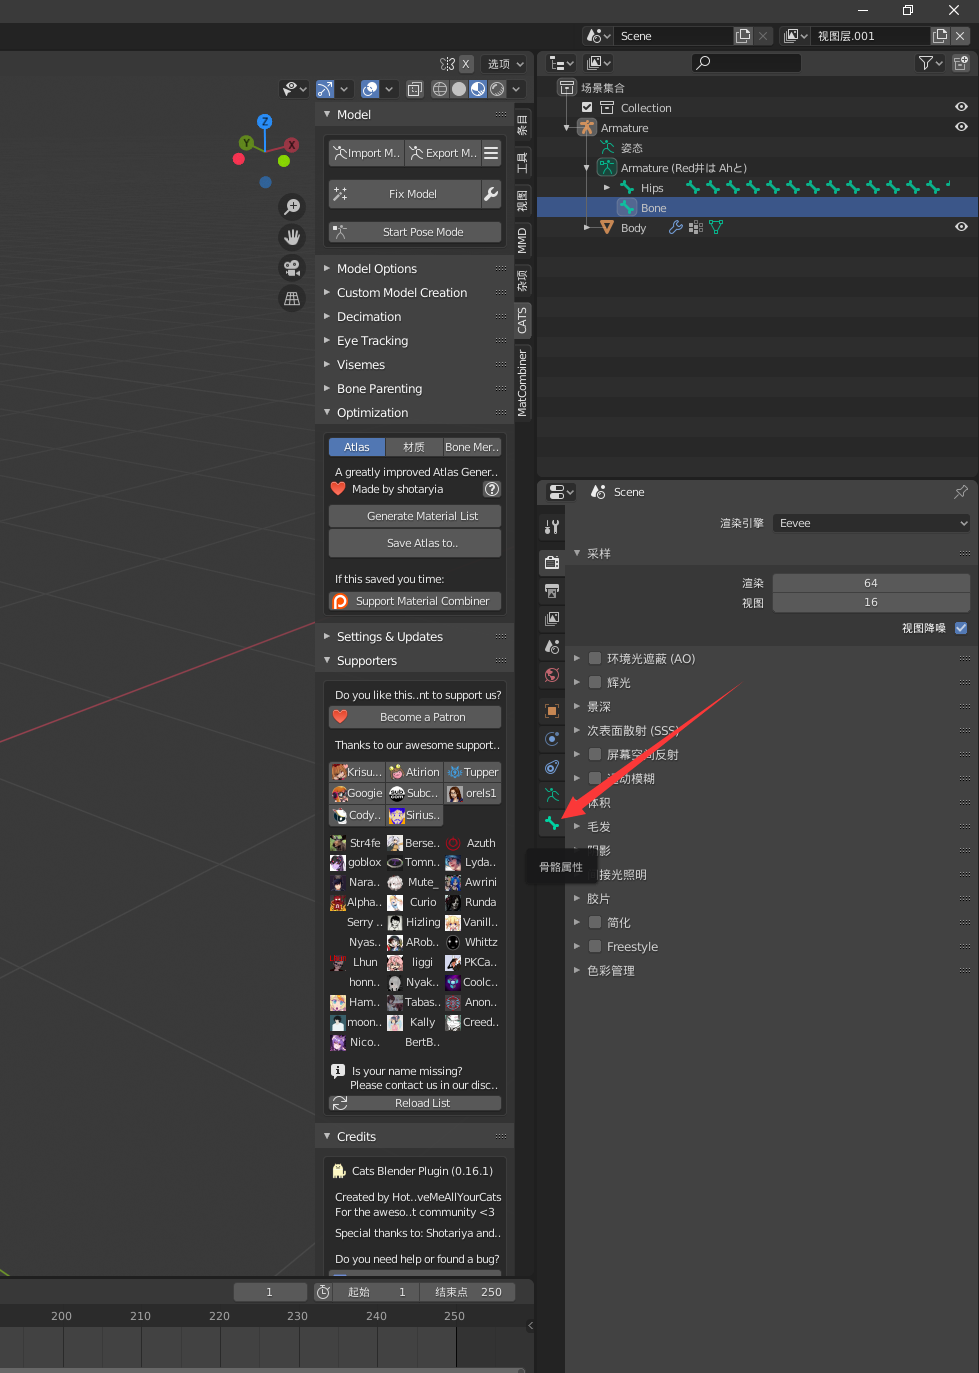 Scene
视图层.001
选项
场景集合
Collection
Armature
姿态
Armature (Red井は Ahと)
Hips
Bone
Body
Z
Y
X
Model
Import M..
Export M..
Fix Model
Start Pose Mode
Model Options
Custom Model Creation
Decimation
Eye Tracking
Visemes
Bone Parenting
Optimization
Atlas
材质
Bone Mer..
A greatly improved Atlas Gener..
Made by shotaryia
Generate Material List
Save Atlas to..
If this saved you time:
Support Material Combiner
Settings & Updates
Supporters
Do you like this..nt to support us?
Become a Patron
Thanks to our awesome support..
Krisu...
Atirion
Tupper
Googie
Subc..
orels1
Cody..
Sirius..
Str4fe
Berse..
Azuth
goblox
Tomn..
Lyda..
Nara..
Mute_
Awrini
Alpha..
Curio
Runda
Serry ..
Hizling
Vanill..
Nyas..
ARob..
Whittz
Lhun
liggi
PKCa..
honn..
Nyak..
Coolc..
Ham..
Tabas..
Anon..
moon..
Kally
Creed..
Nico..
BertB..
Is your name missing?
Please contact us in our disc..
Reload List
Credits
Cats Blender Plugin (0.16.1)
Created by Hot..veMeAllYourCats
For the aweso..t community <3
Special thanks to: Shotariya and..
Do you need help or found a bug?
条目
工具
视图
MMD
杂项
CATS
MatCombiner
Scene
渲染引擎
Eevee
采样
渲染
64
视图
16
视图降噪
环境光遮蔽 (AO)
辉光
景深
次表面散射 (SSS)
屏幕空间反射
运动模糊
体积
毛发
阴影
间接光照明
骨骼属性
胶片
简化
Freestyle
色彩管理
1
起始
1
结束点
250
200
210
220
230
240
250